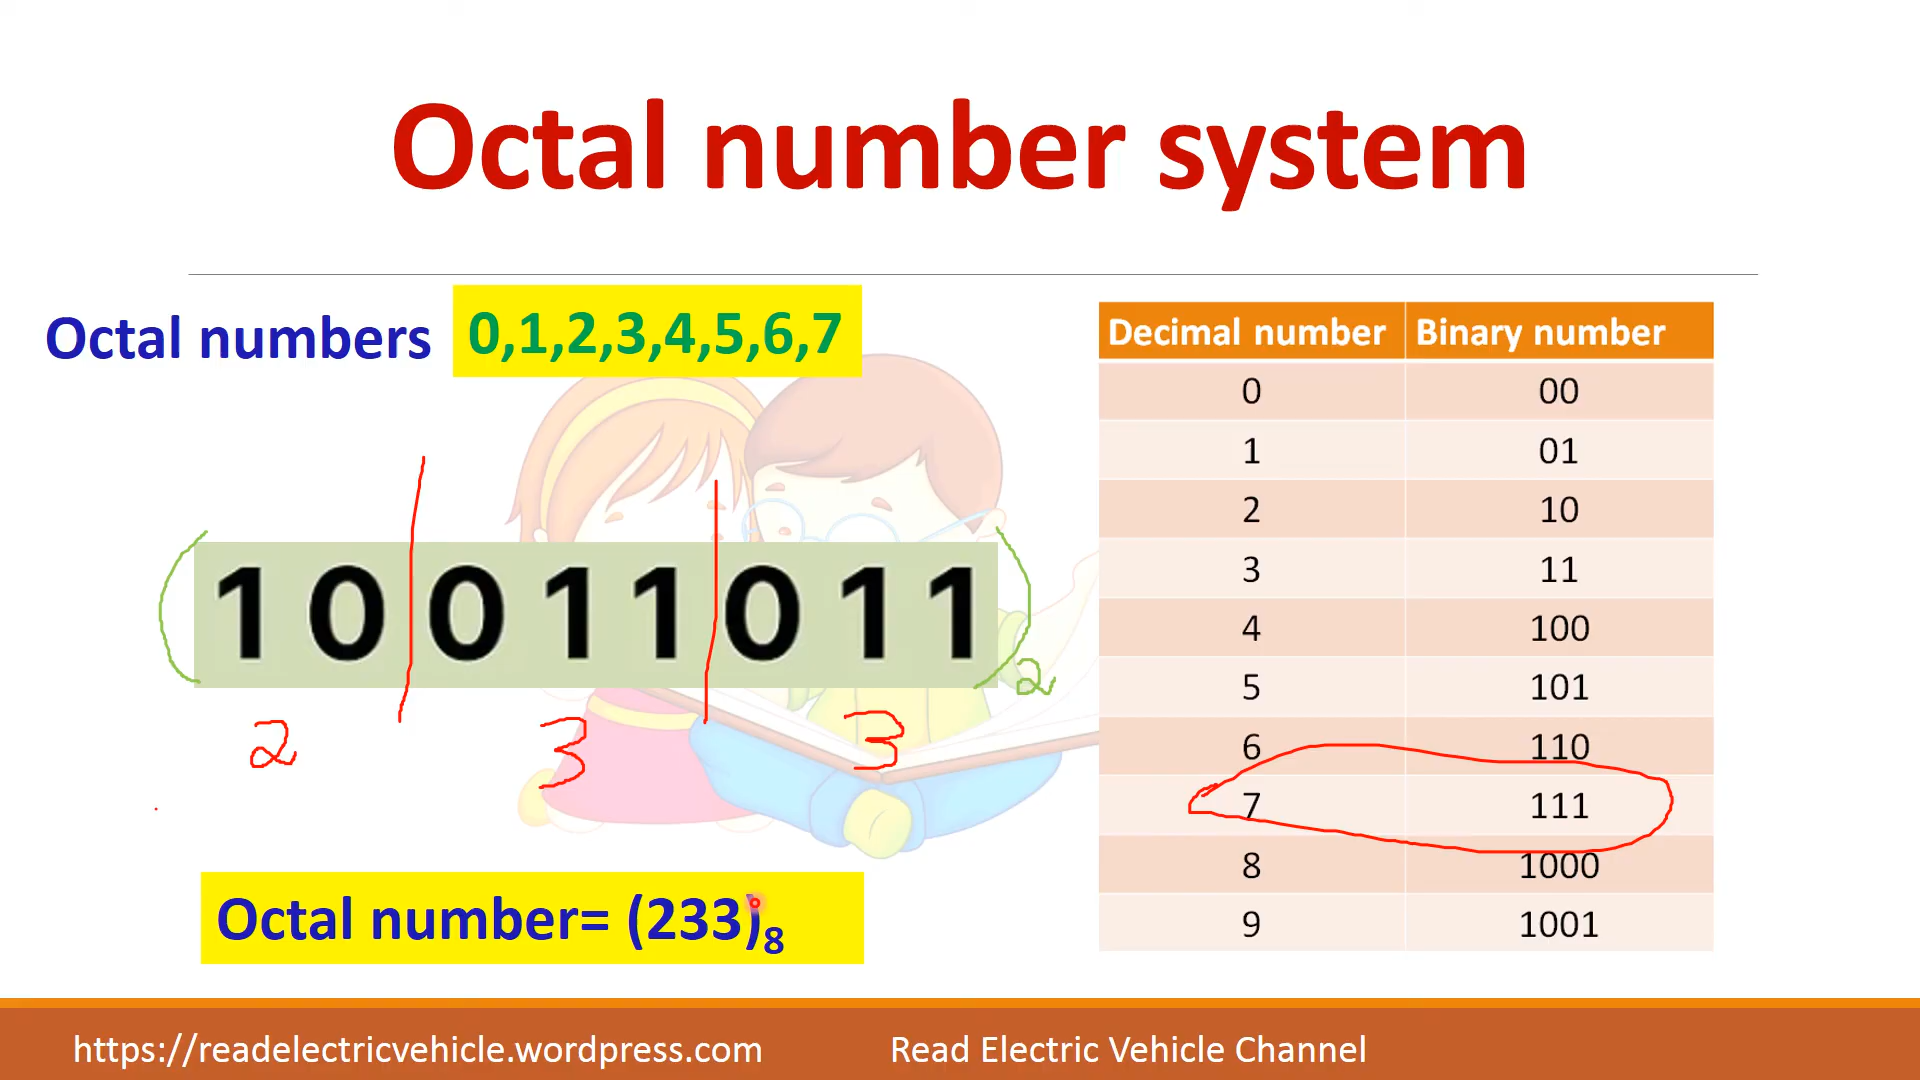 Octal number system
Octal numbers 0,1,2,3,4,5,6,7
(10011011)2
2 3 3
Octal number= (233)8
Decimal number Binary number
0 00
1 01
2 10
3 11
4 100
5 101
6 110
7 111
8 1000
9 1001
https://readelectricvehicle.wordpress.com Read Electric Vehicle Channel